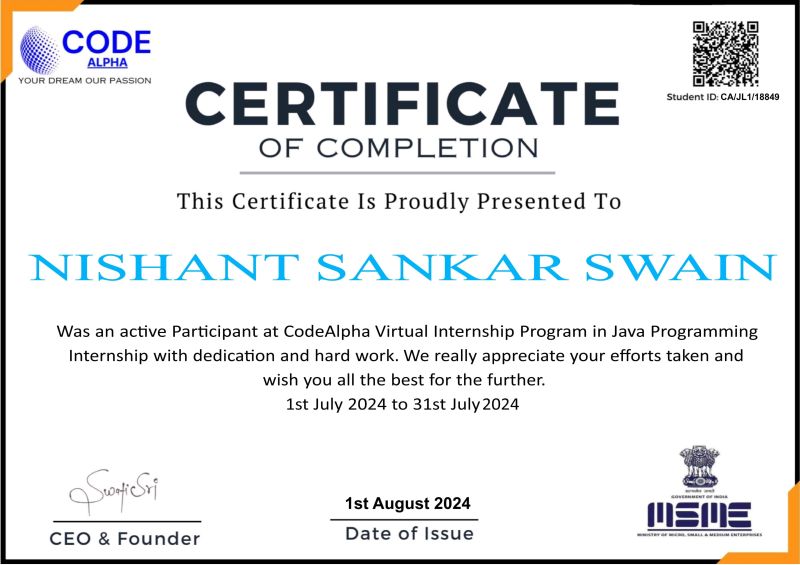 CODE
ALPHA
YOUR DREAM OUR PASSION
Student ID: CA/JL1/18849
CERTIFICATE
OF COMPLETION
This Certificate Is Proudly Presented To
NISHANT SANKAR SWAIN
Was an active Participant at CodeAlpha Virtual Internship Program in Java Programming
Internship with dedication and hard work. We really appreciate your efforts taken and
wish you all the best for the further.
1st July 2024 to 31st July 2024
CEO & Founder
1st August 2024
Date of Issue
सत्यमेव जयते
GOVERNMENT OF INDIA
MSME
MINISTRY OF MICRO, SMALL & MEDIUM ENTERPRISES